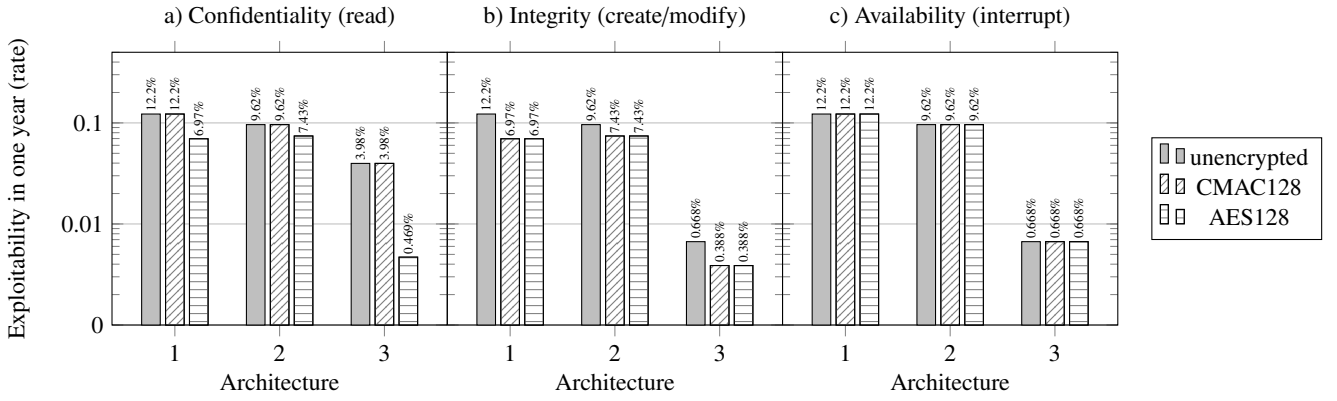 a) Confidentiality (read)
b) Integrity (create/modify)
c) Availability (interrupt)
Exploitability in one year (rate)
0.1
0.01
0
12.2%
12.2%
6.97%
9.62%
9.62%
7.43%
3.98%
3.98%
0.469%
12.2%
6.97%
6.97%
9.62%
7.43%
7.43%
0.668%
0.388%
0.388%
12.2%
12.2%
12.2%
9.62%
9.62%
9.62%
0.668%
0.668%
0.668%
1 2 3
1 2 3
1 2 3
Architecture
Architecture
Architecture
unencrypted
CMAC128
AES128